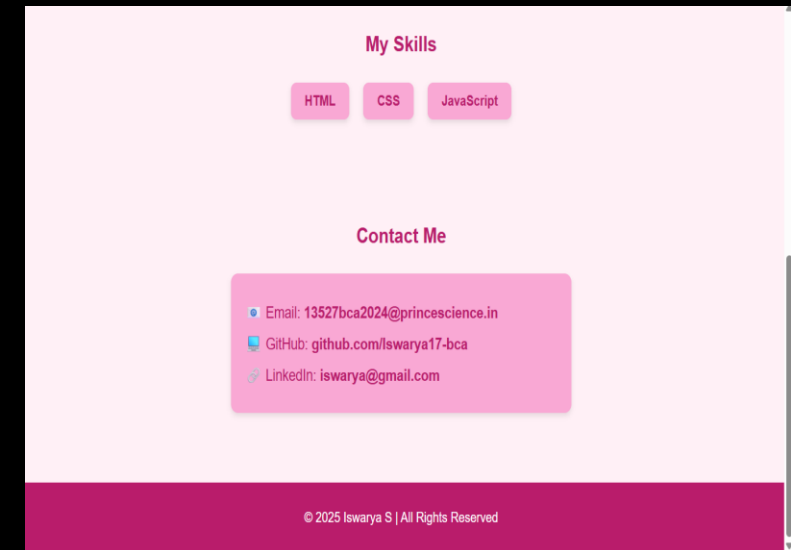 My Skills
HTML CSS JavaScript
Contact Me
Email: 13527bca2024@princescience.in
GitHub: github.com/Iswarya17-bca
LinkedIn: iswarya@gmail.com
© 2025 Iswarya S | All Rights Reserved